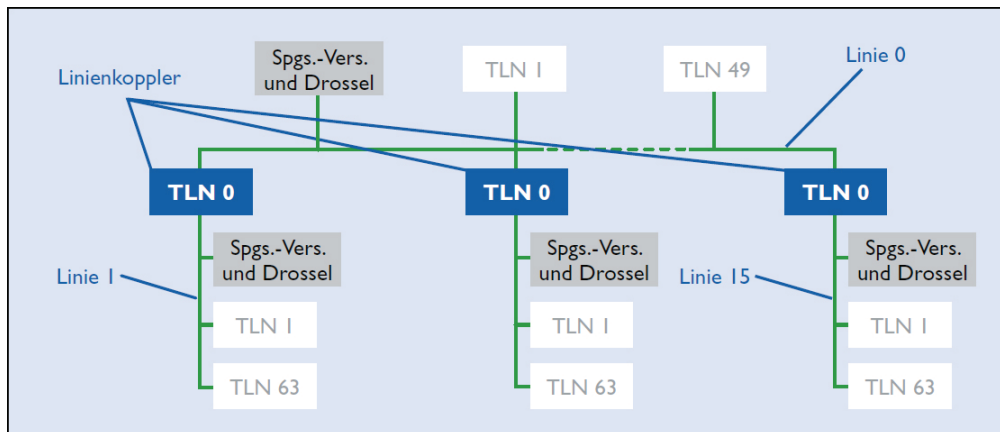 Spgs.-Vers.
und Drossel
TLN 1
TLN 49
Linie 0
Linienkoppler
TLN 0
TLN 0
TLN 0
Spgs.-Vers.
und Drossel
Spgs.-Vers.
und Drossel
Spgs.-Vers.
und Drossel
Linie 1
Linie 15
TLN 1
TLN 1
TLN 1
TLN 63
TLN 63
TLN 63